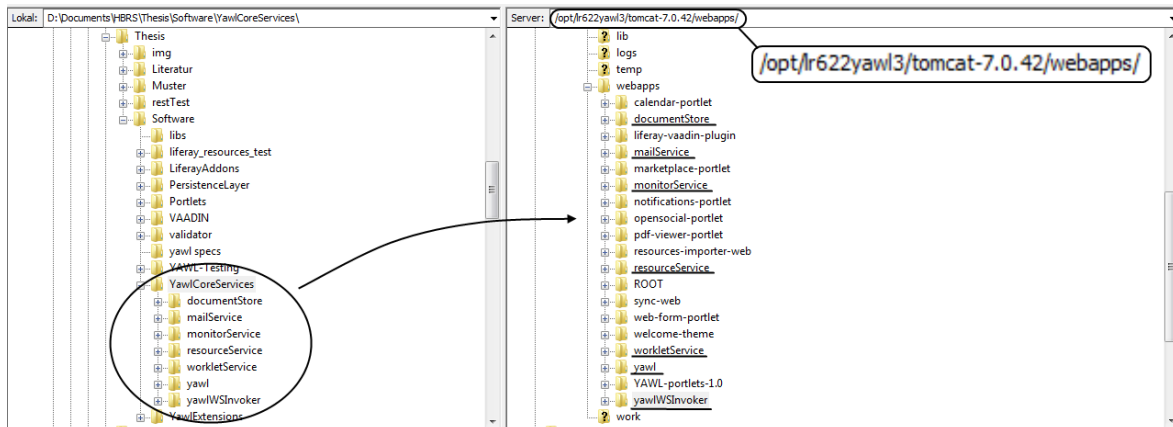 Lokal: D:\Documents\HBRS\Thesis\Software\YawlCoreServices\
Thesis
img
Literatur
Muster
restTest
Software
libs
liferay_resources_test
LiferayAddons
PersistenceLayer
Portlets
VAADIN
validator
yawl specs
YAWL-Testing
YawlCoreServices
documentStore
mailService
monitorService
resourceService
workletService
yawl
yawlWSInvoker
YawlExtensions
Server: /opt/lr622yawl3/tomcat-7.0.42/webapps/
/opt/lr622yawl3/tomcat-7.0.42/webapps/
lib
logs
temp
webapps
calendar-portlet
documentStore
liferay-vaadin-plugin
mailService
marketplace-portlet
monitorService
notifications-portlet
opensocial-portlet
pdf-viewer-portlet
resources-importer-web
resourceService
ROOT
sync-web
web-form-portlet
welcome-theme
workletService
yawl
YAWL-portlets-1.0
yawlWSInvoker
work